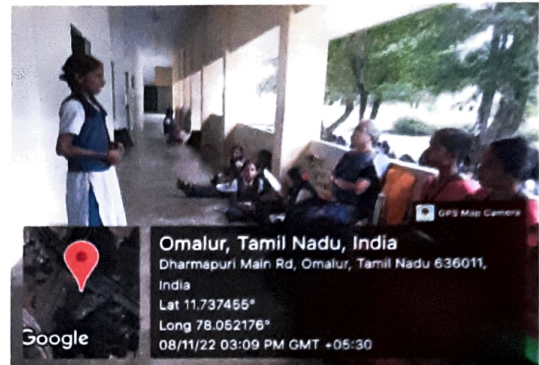 GPS Map Camera
Omalur, Tamil Nadu, India
Dharmapuri Main Rd, Omalur, Tamil Nadu 636011,
India
Lat 11.737455°
Long 78.052176°
08/11/22 03:09 PM GMT +05:30
Google